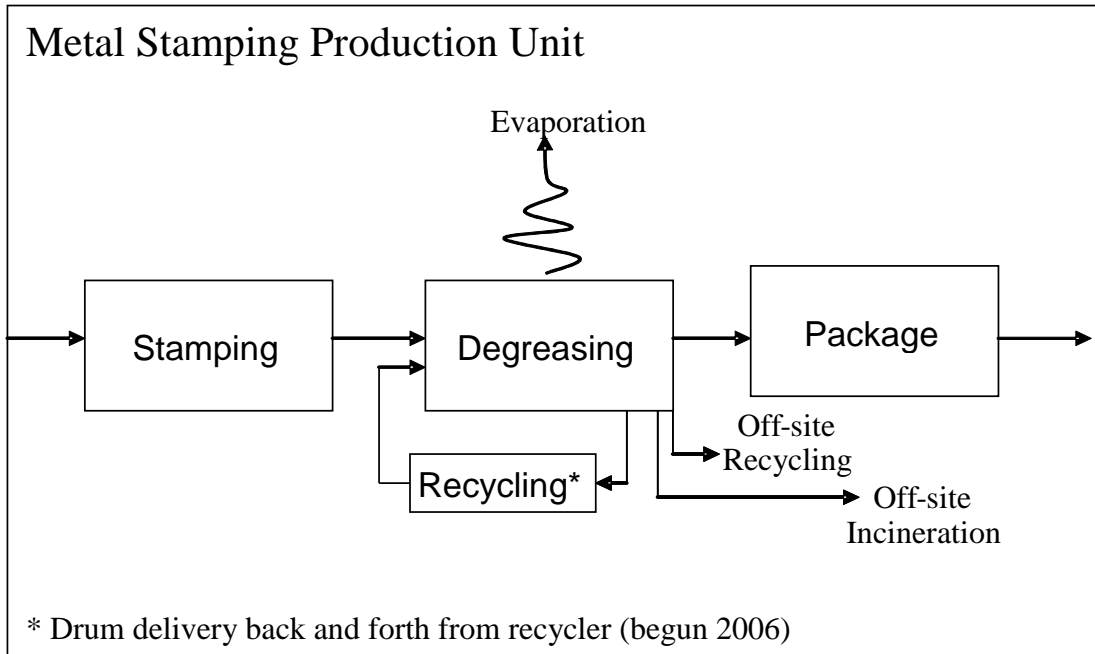 Metal Stamping Production Unit
Evaporation
Stamping
Degreasing
Package
Recycling*
Off-site
Recycling
Off-site
Incineration
* Drum delivery back and forth from recycler (begun 2006)